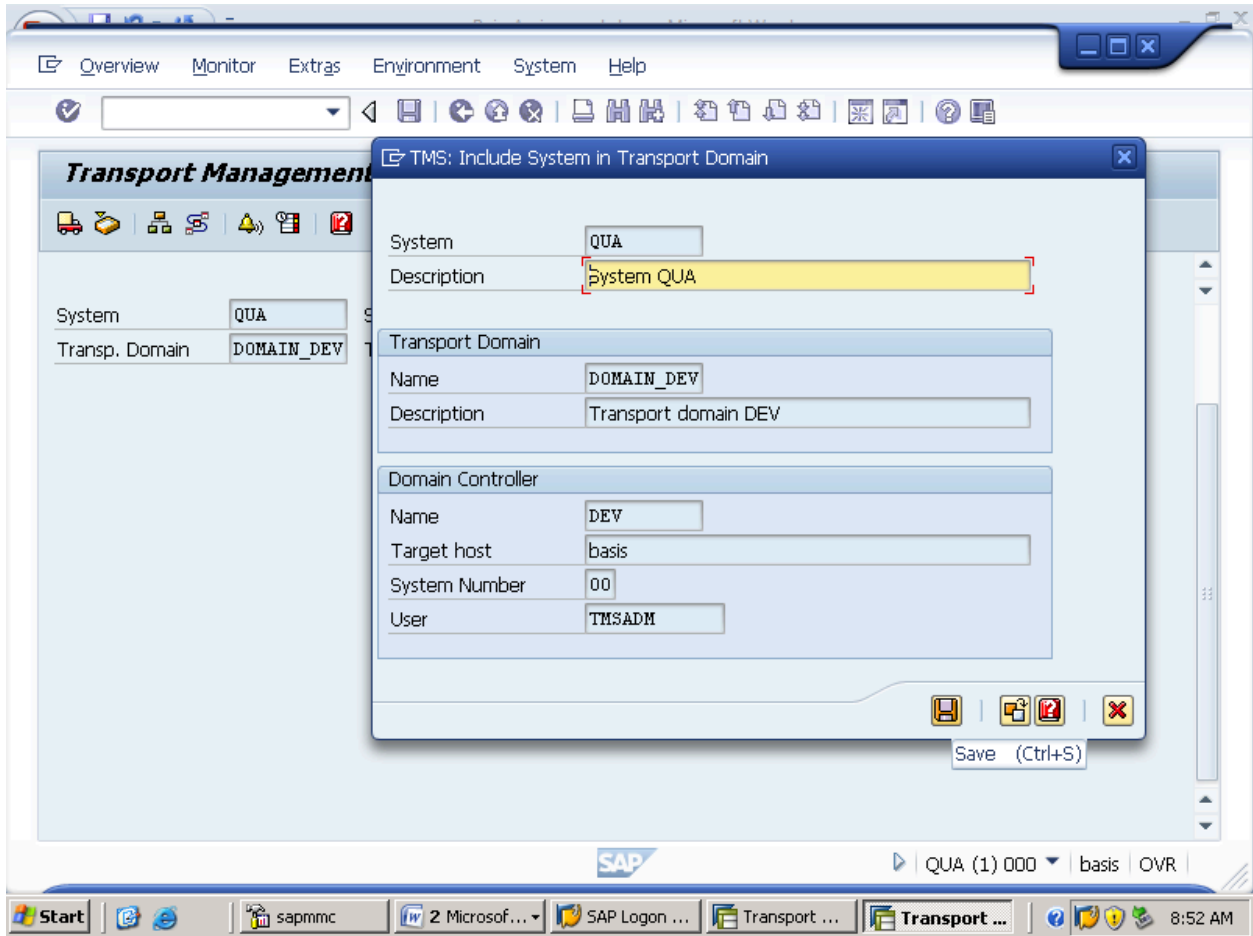 Overview Monitor Extras Environment System Help
TMS: Include System in Transport Domain
Transport Management
System QUA
Description System QUA
System QUA
Transp. Domain DOMAIN_DEV
Transport Domain
Name DOMAIN_DEV
Description Transport domain DEV
Domain Controller
Name DEV
Target host basis
System Number 00
User TMSADM
Save (Ctrl+S)
SAP
QUA (1) 000 basis OVR
Start sapmmc 2 Microsof... SAP Logon ... Transport ... Transport ... 8:52 AM